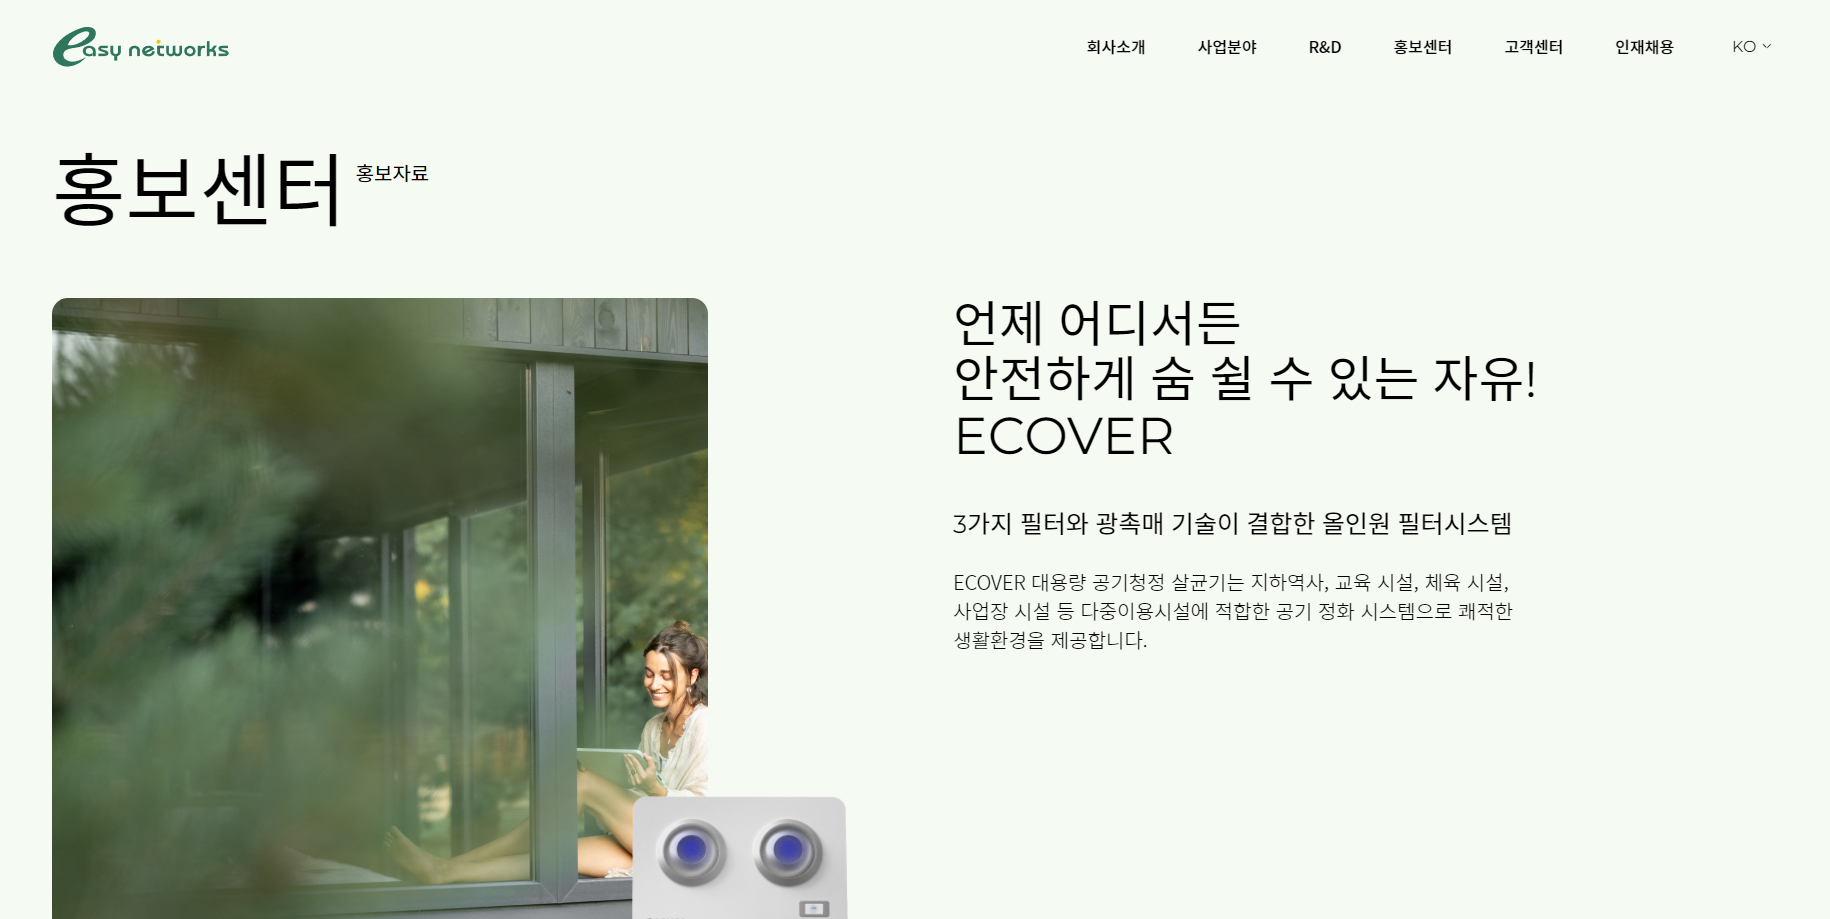 easy networks
회사소개
사업분야
R&D
홍보센터
고객센터
인재채용
KO
홍보센터
홍보자료
언제 어디서든
안전하게 숨 쉴 수 있는 자유!
ECOVER
3가지 필터와 광촉매 기술이 결합한 올인원 필터시스템
ECOVER 대용량 공기청정 살균기는 지하역사, 교육 시설, 체육 시설,
사업장 시설 등 다중이용시설에 적합한 공기 정화 시스템으로 쾌적한
생활환경을 제공합니다.